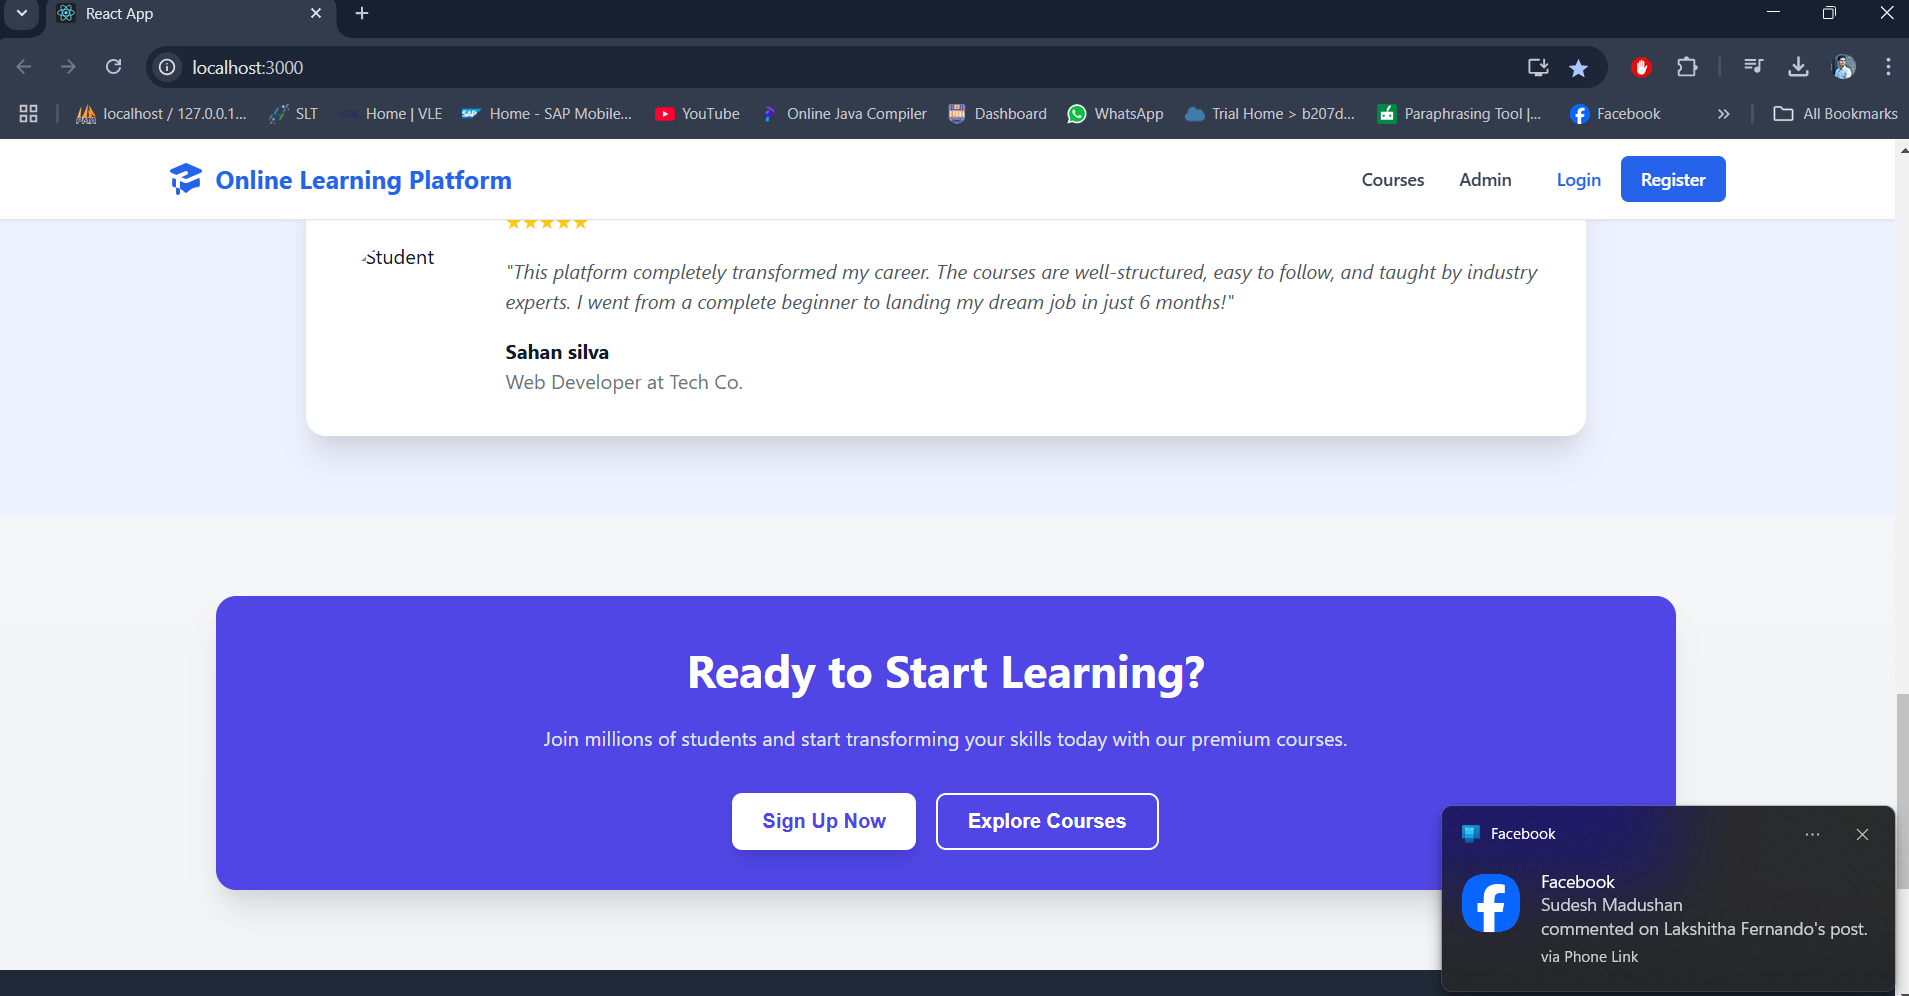 React App
localhost:3000
localhost / 127.0.0.1...
SLT
Home | VLE
Home - SAP Mobile...
YouTube
Online Java Compiler
Dashboard
WhatsApp
Trial Home > b207d...
Paraphrasing Tool |...
Facebook
All Bookmarks
Online Learning Platform
Courses
Admin
Login
Register
★★★★★
Student
"This platform completely transformed my career. The courses are well-structured, easy to follow, and taught by industry
experts. I went from a complete beginner to landing my dream job in just 6 months!"
Sahan silva
Web Developer at Tech Co.
Ready to Start Learning?
Join millions of students and start transforming your skills today with our premium courses.
Sign Up Now
Explore Courses
Facebook
Facebook
Sudesh Madushan
commented on Lakshitha Fernando's post.
via Phone Link